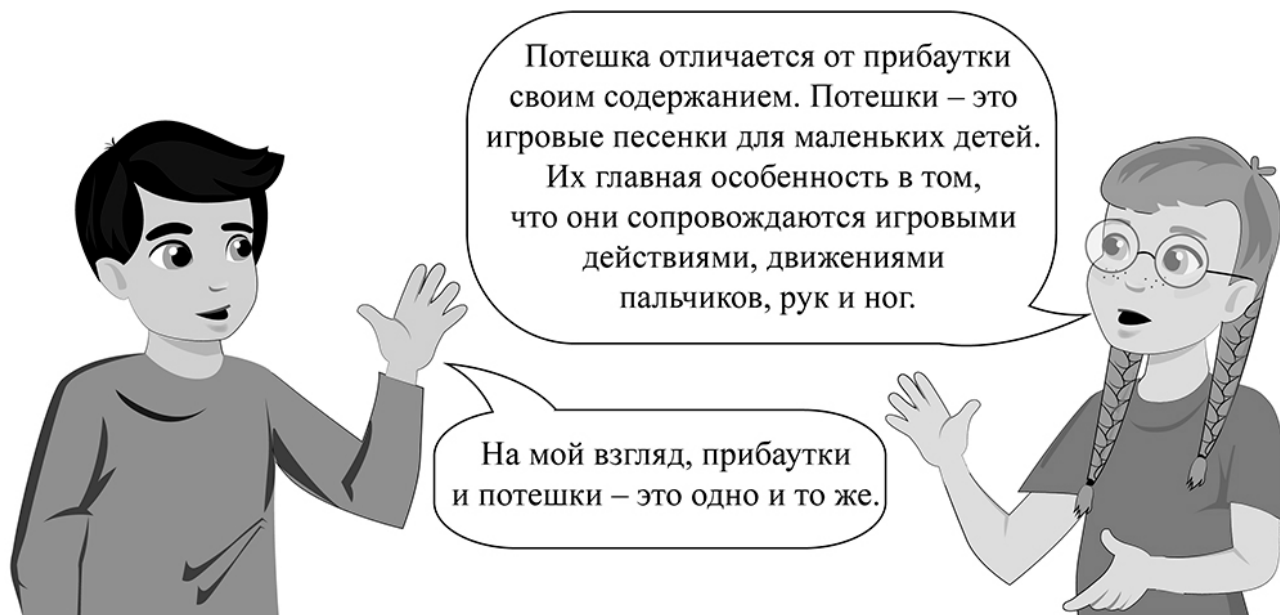 Потешка отличается от прибаутки
своим содержанием. Потешки – это
игровые песенки для маленьких детей.
Их главная особенность в том,
что они сопровождаются игровыми
действиями, движениями
пальчиков, рук и ног.
На мой взгляд, прибаутки
и потешки – это одно и то же.